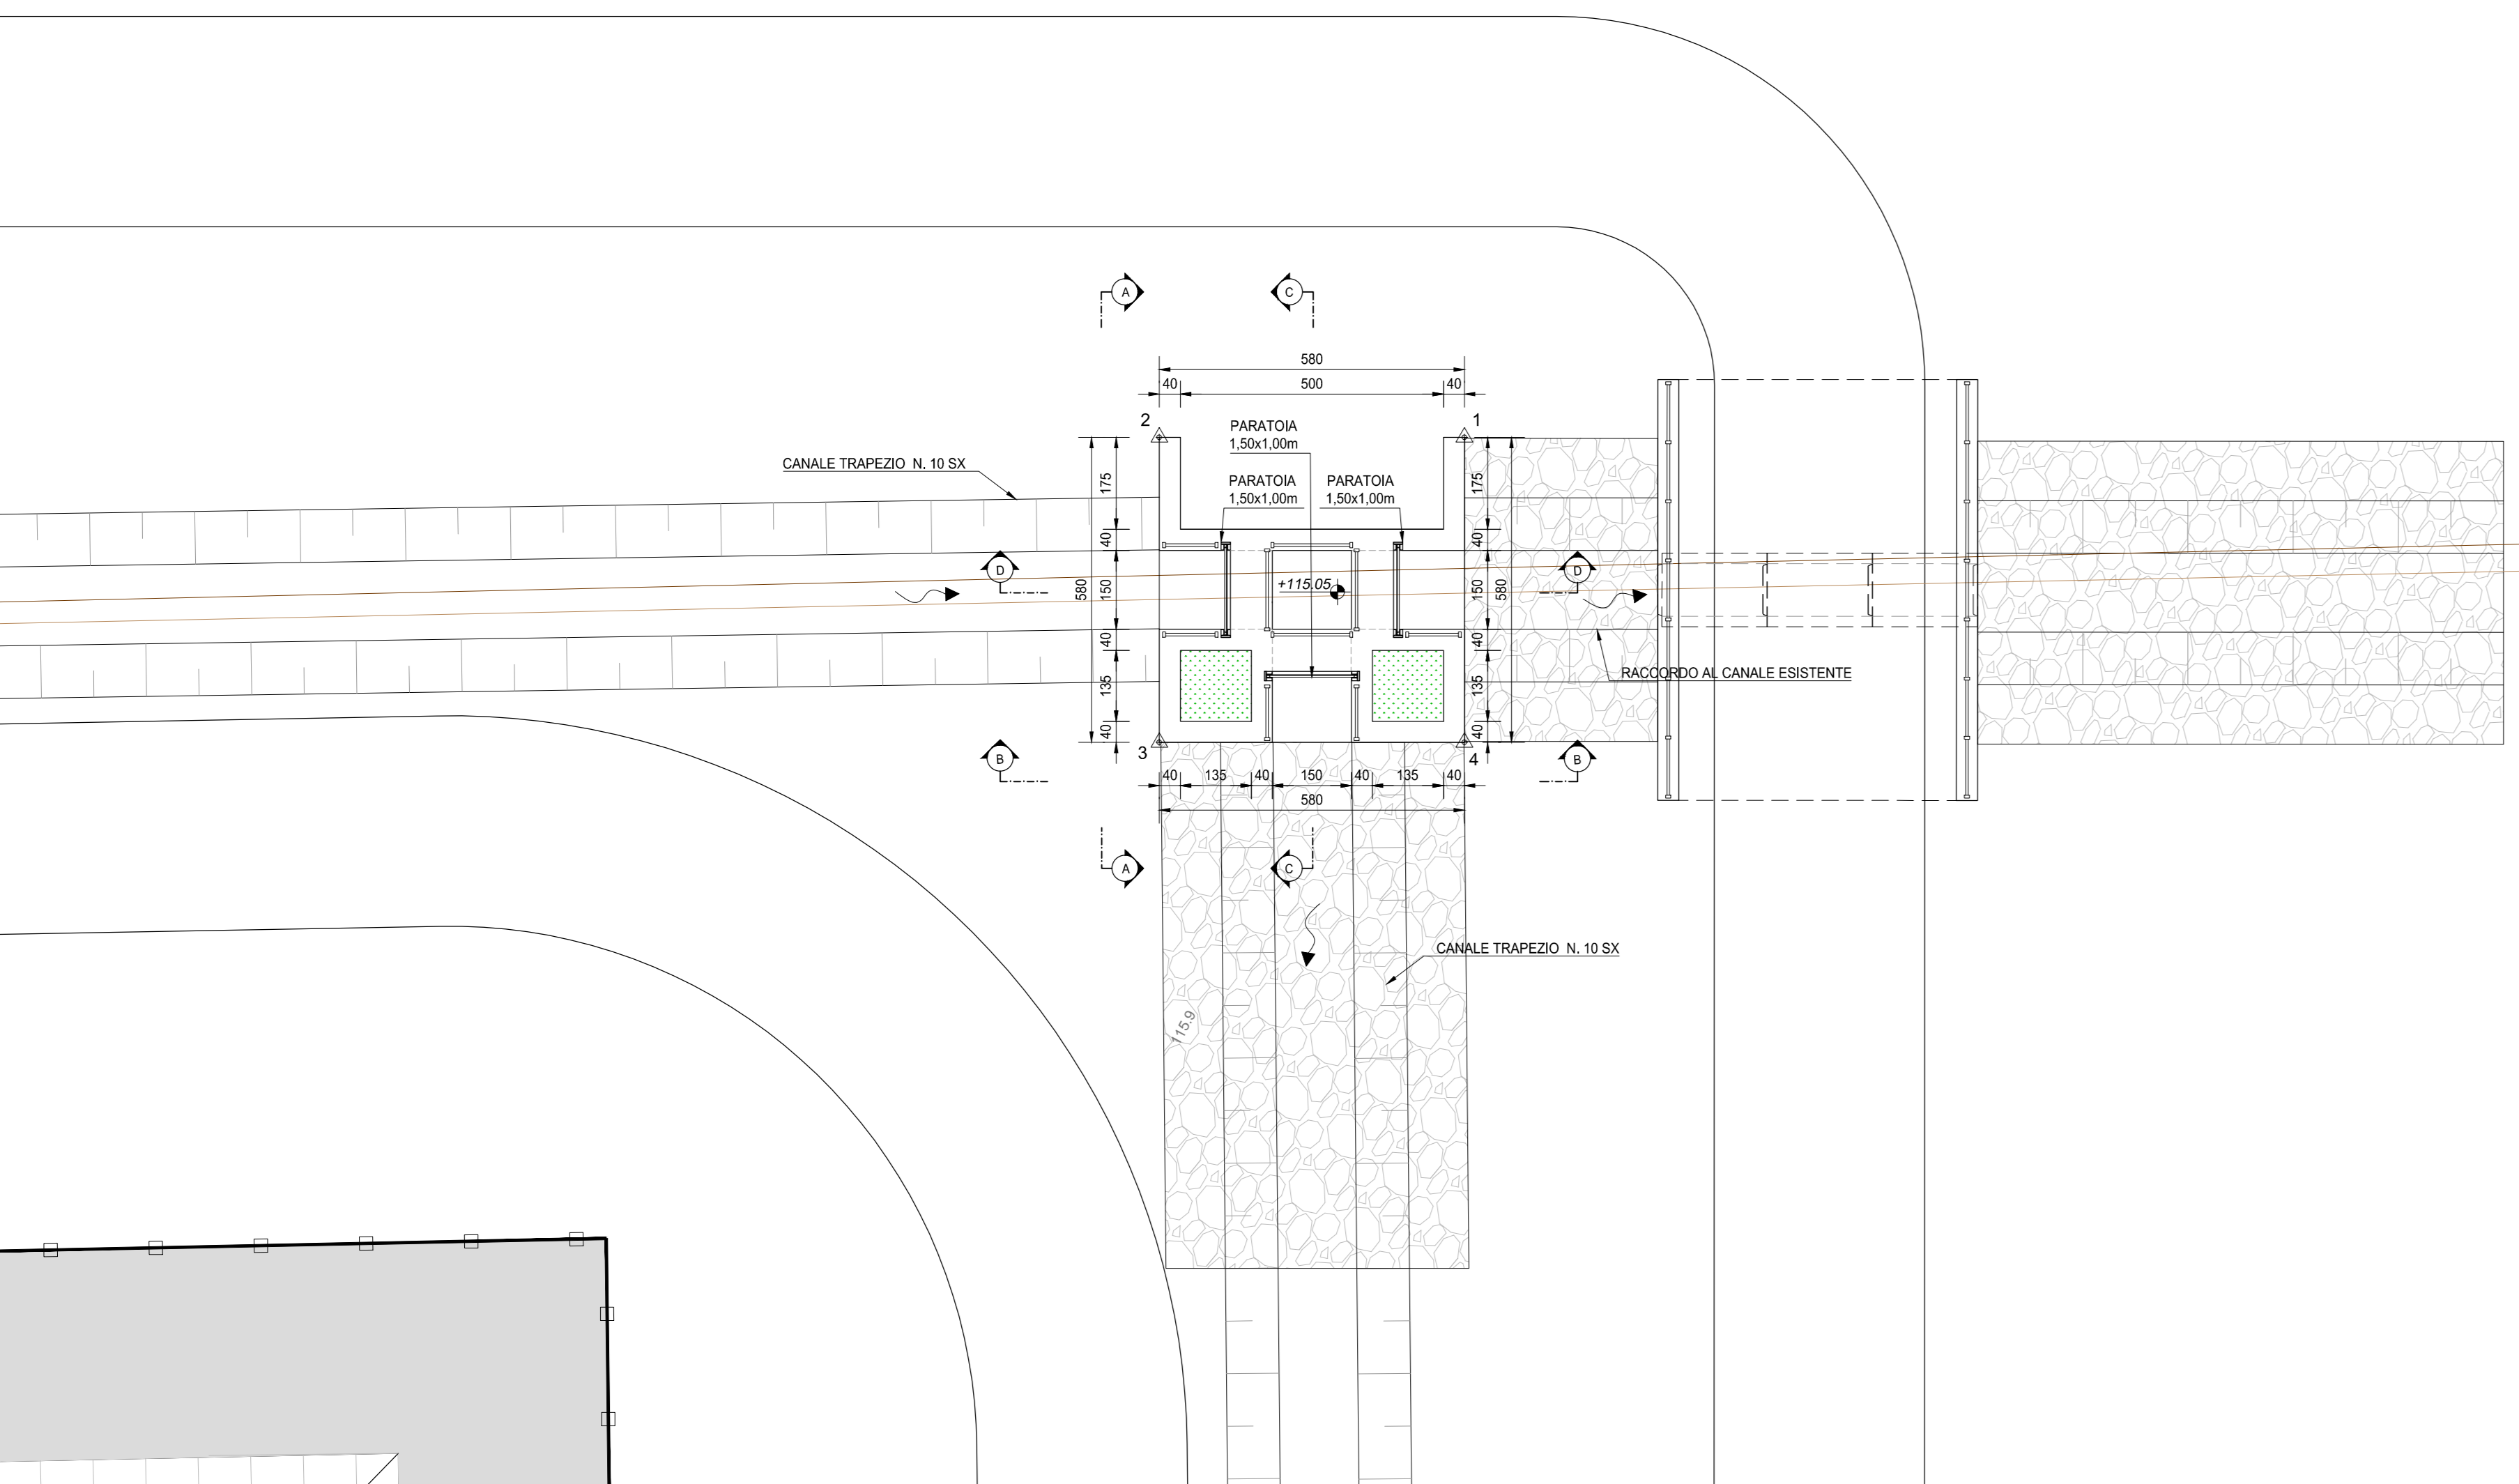 A
C
580
40
500
40
2
1
PARATOIA
1,50x1,00m
CANALE TRAPEZIO N. 10 SX
PARATOIA
1,50x1,00m
PARATOIA
1,50x1,00m
175
175
40
40
D
D
+115.05
580
150
150
580
40
40
RACCORDO AL CANALE ESISTENTE
135
135
40
40
3
4
B
B
40
135
40
150
40
135
40
580
A
C
CANALE TRAPEZIO N. 10 SX
115.9